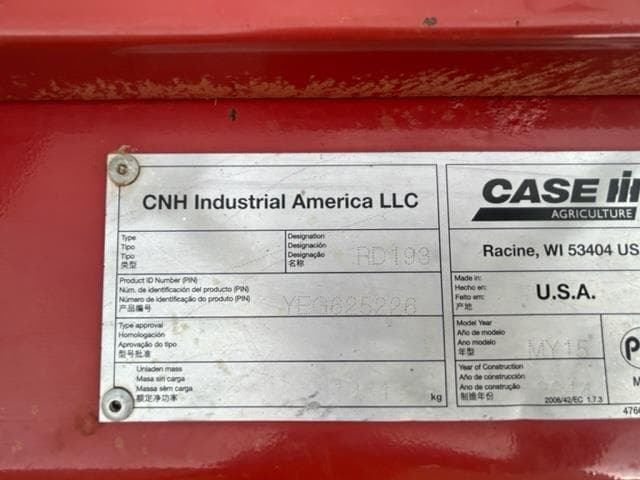 CNH Industrial America LLC
Type
Tipo
Tipo
类型
Designation
Designación
Designação
名称
RD193
Product ID Number (PIN)
Núm. de identificación del producto (PIN)
Número de identificação do produto (PIN)
产品编号
YEG625226
Type approval
Homologación
Aprovação do tipo
型号批准
Unladen mass
Masa sin carga
Massa sem carga
额定净功率
kg
CASE IH
AGRICULTURE
Racine, WI 53404 US
Made in:
Hecho en:
Feito em:
产地
U.S.A.
Model Year
Año de modelo
Ano de modelo
年型
MY15
Year of Construction
Año de construcción
Ano de construção
制造年份
2006/42/EC 1.7.3
476